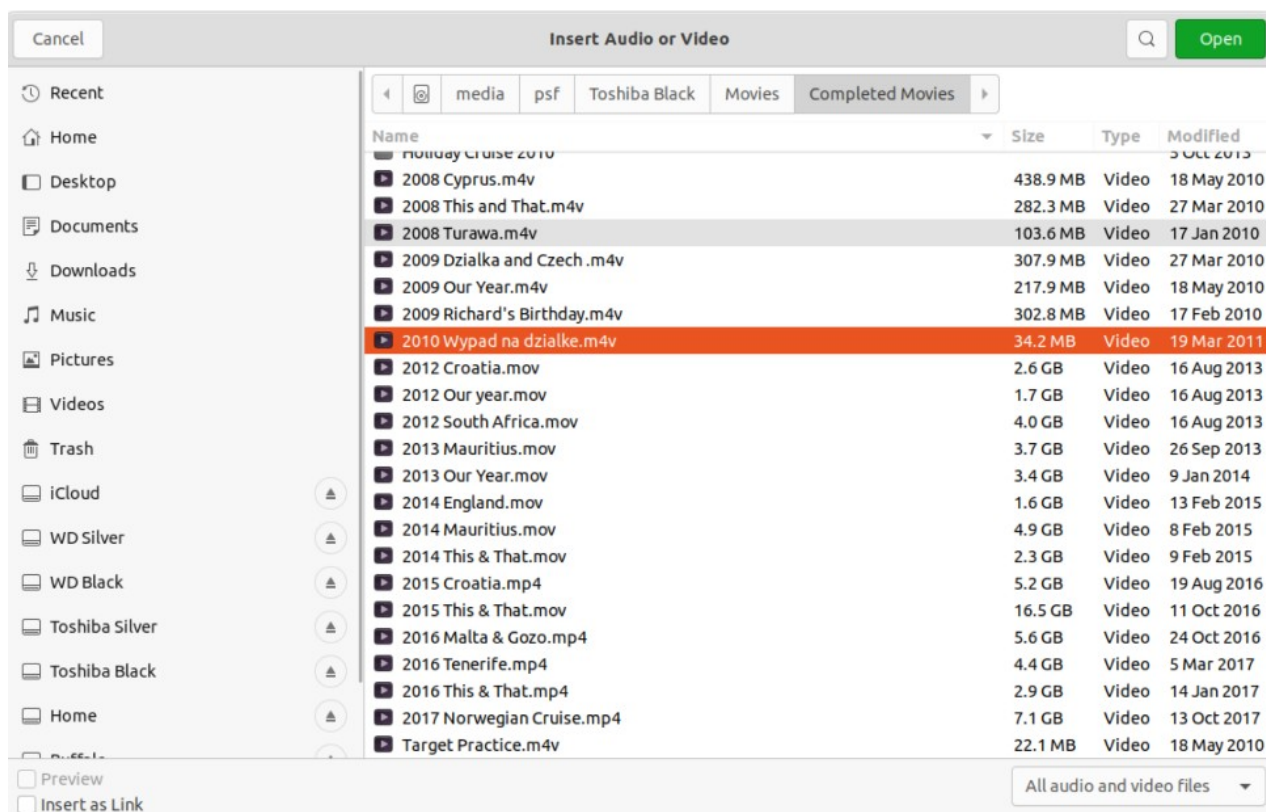 Cancel
Insert Audio or Video
Open
Recent
Home
Desktop
Documents
Downloads
Music
Pictures
Videos
Trash
iCloud
WD Silver
WD Black
Toshiba Silver
Toshiba Black
Home
media psf Toshiba Black Movies Completed Movies
Name Size Type Modified
Holiday Cruise 2010 3 Oct 2013
2008 Cyprus.m4v 438.9 MB Video 18 May 2010
2008 This and That.m4v 282.3 MB Video 27 Mar 2010
2008 Turawa.m4v 103.6 MB Video 17 Jan 2010
2009 Dzialka and Czech .m4v 307.9 MB Video 27 Mar 2010
2009 Our Year.m4v 217.9 MB Video 18 May 2010
2009 Richard's Birthday.m4v 302.8 MB Video 17 Feb 2010
2010 Wypad na dzialke.m4v 34.2 MB Video 19 Mar 2011
2012 Croatia.mov 2.6 GB Video 16 Aug 2013
2012 Our year.mov 1.7 GB Video 16 Aug 2013
2012 South Africa.mov 4.0 GB Video 16 Aug 2013
2013 Mauritius.mov 3.7 GB Video 26 Sep 2013
2013 Our Year.mov 3.4 GB Video 9 Jan 2014
2014 England.mov 1.6 GB Video 13 Feb 2015
2014 Mauritius.mov 4.9 GB Video 8 Feb 2015
2014 This & That.mov 2.3 GB Video 9 Feb 2015
2015 Croatia.mp4 5.2 GB Video 19 Aug 2016
2015 This & That.mov 16.5 GB Video 11 Oct 2016
2016 Malta & Gozo.mp4 5.6 GB Video 24 Oct 2016
2016 Tenerife.mp4 4.4 GB Video 5 Mar 2017
2016 This & That.mp4 2.9 GB Video 14 Jan 2017
2017 Norwegian Cruise.mp4 7.1 GB Video 13 Oct 2017
Target Practice.m4v 22.1 MB Video 18 May 2010
Preview
Insert as Link
All audio and video files